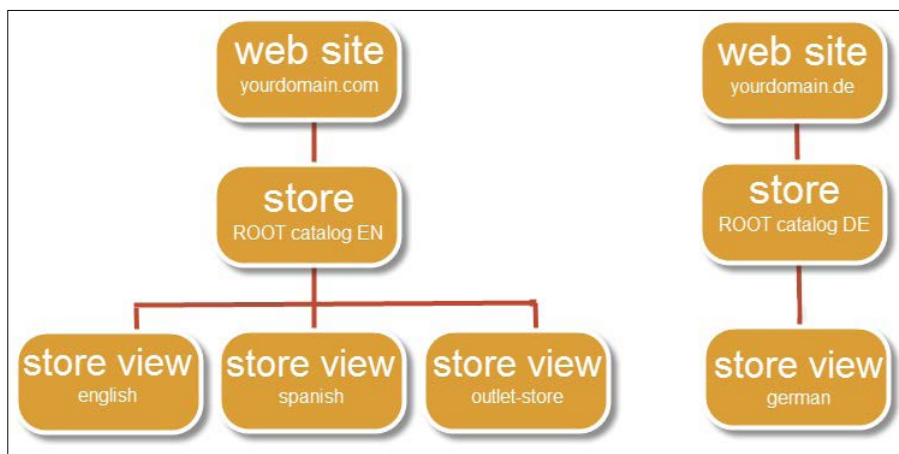 web site
yourdomain.com
web site
yourdomain.de
store
ROOT catalog EN
store
ROOT catalog DE
store view
english
store view
spanish
store view
outlet-store
store view
german